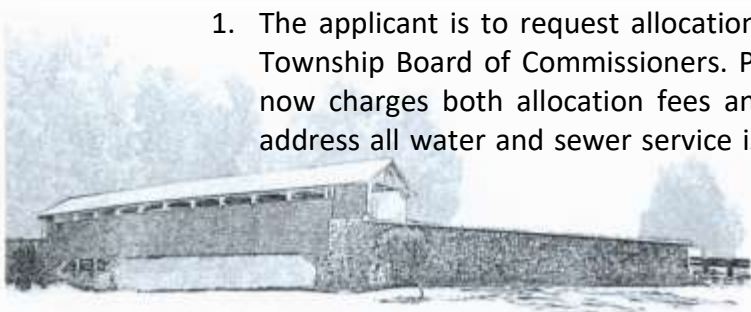 1. The applicant is to request allocation
Township Board of Commissioners.
now charges both allocation fees
address all water and sewer service